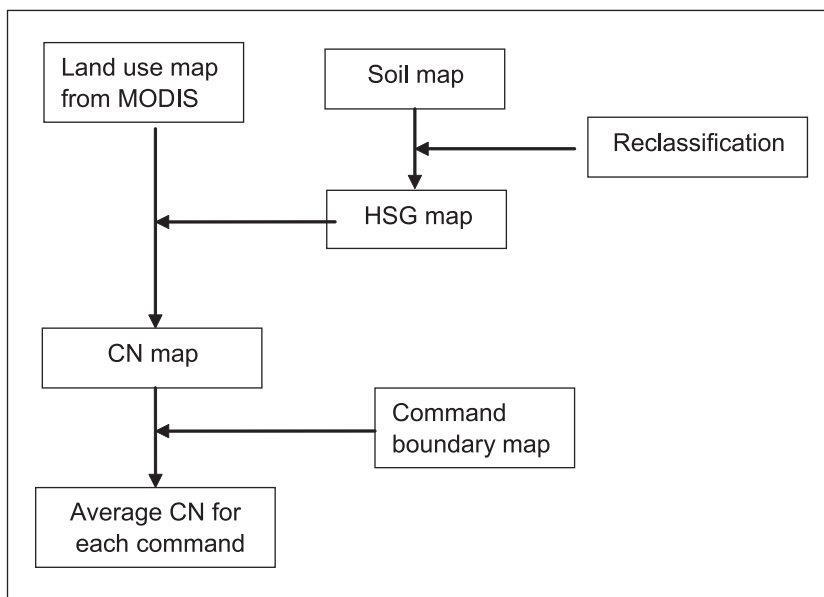 Land use map
from MODIS
Soil map
Reclassification
HSG map
CN map
Command
boundary map
Average CN for
each command